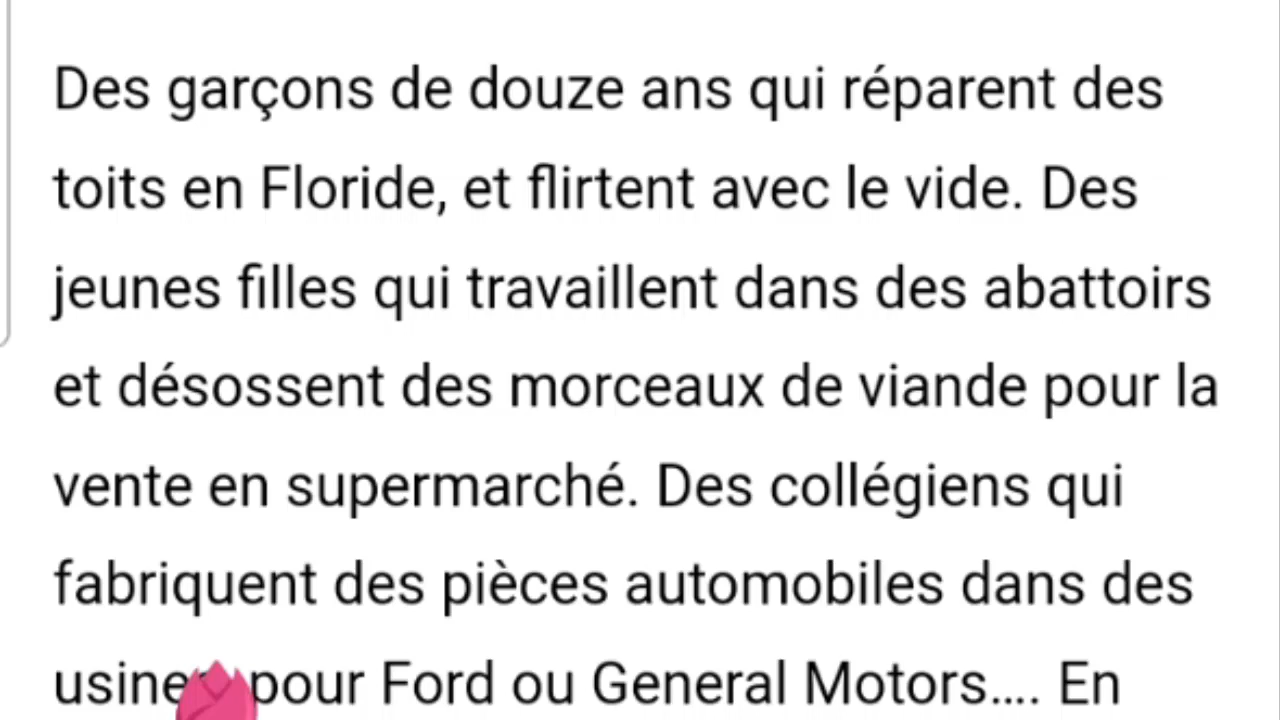 Des garçons de douze ans qui réparent des
toits en Floride, et flirtent avec le vide. Des
jeunes filles qui travaillent dans des abattoirs
et désossent des morceaux de viande pour la
vente en supermarché. Des collégiens qui
fabriquent des pièces automobiles dans des
usines pour Ford ou General Motors.... En